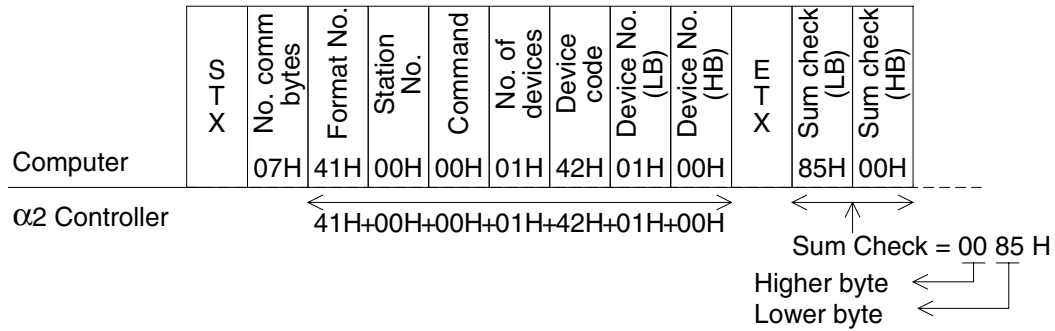 STX
No. comm bytes
Format No.
Station No.
Command
No. of devices
Device code
Device No. (LB)
Device No. (HB)
ETX
Sum check (LB)
Sum check (HB)
Computer 07H 41H 00H 00H 01H 42H 01H 00H 85H 00H
α2 Controller 41H+00H+00H+01H+42H+01H+00H
Sum Check = 00 85 H
Higher byte
Lower byte